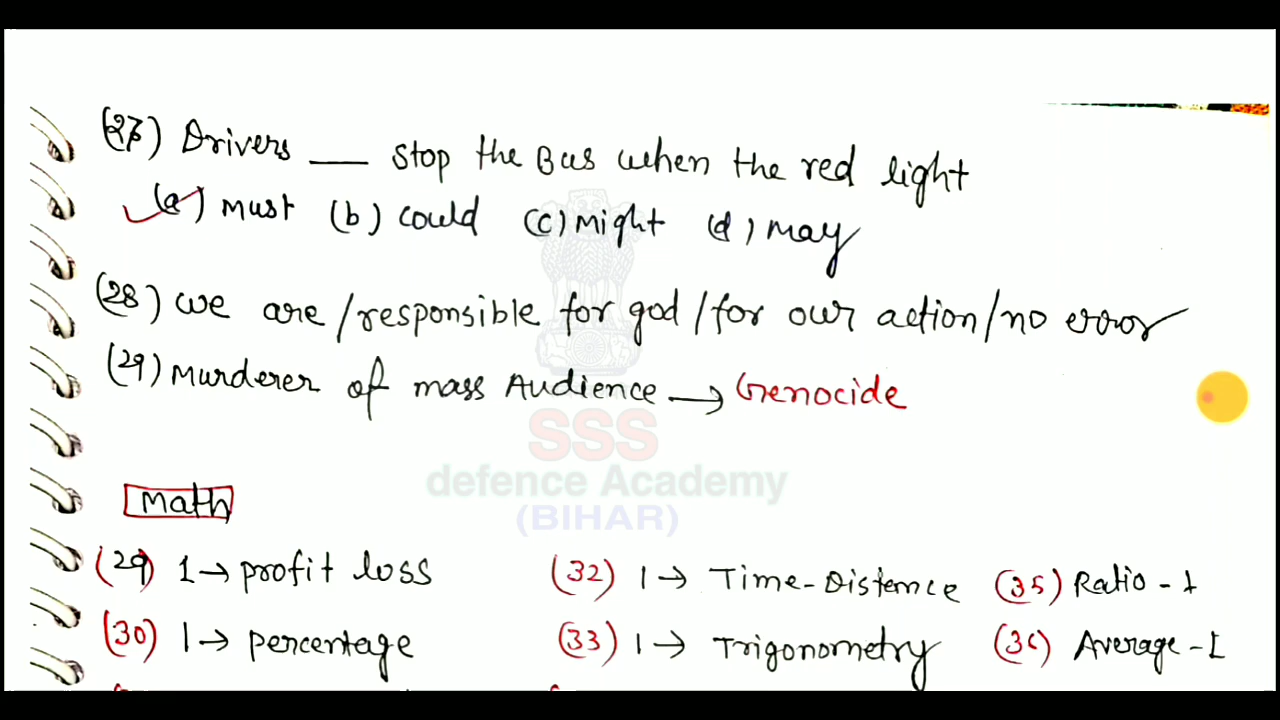 (27) Drivers ___ stop the Bus when the red light
(a) must (b) could (c) might (d) may
(28) we are / responsible for god / for our action / no error
(29) Murderer of mass Audience → Genocide
SSS
defence Academy
(BIHAR)
Math
(29) 1 → profit loss (32) 1 → Time-Distence (35) Ratio - 1
(30) 1 → percentage (33) 1 → Trigonometry (36) Average - 1